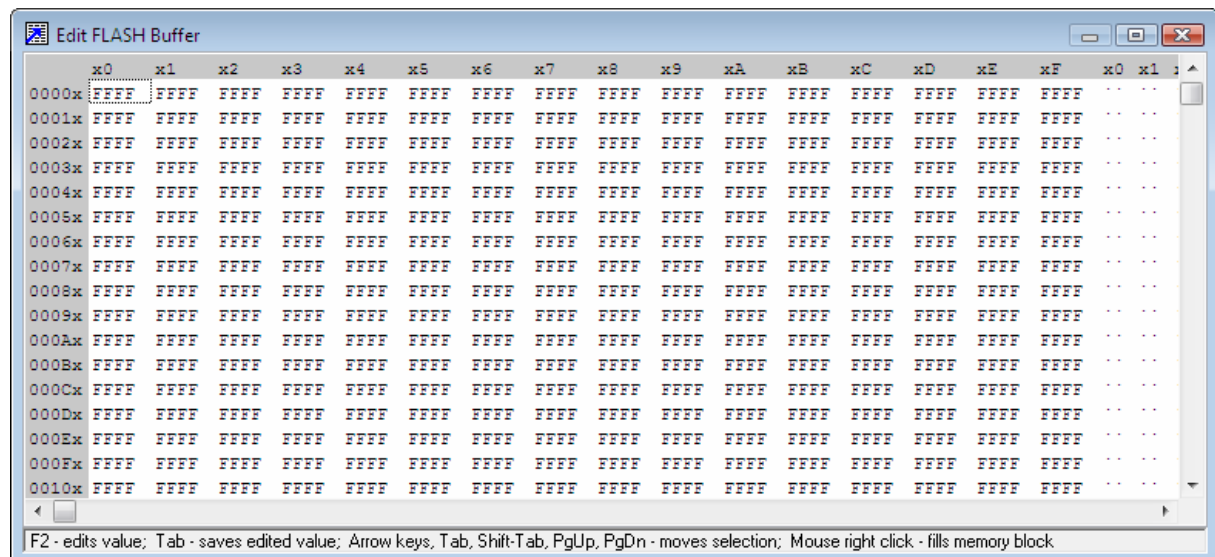 Edit FLASH Buffer
x0 x1 x2 x3 x4 x5 x6 x7 x8 x9 xA xB xC xD xE xF x0 x1
0000x FFFF FFFF FFFF FFFF FFFF FFFF FFFF FFFF FFFF FFFF FFFF FFFF FFFF FFFF FFFF FFFF .. ..
0001x FFFF FFFF FFFF FFFF FFFF FFFF FFFF FFFF FFFF FFFF FFFF FFFF FFFF FFFF FFFF FFFF .. ..
0002x FFFF FFFF FFFF FFFF FFFF FFFF FFFF FFFF FFFF FFFF FFFF FFFF FFFF FFFF FFFF FFFF .. ..
0003x FFFF FFFF FFFF FFFF FFFF FFFF FFFF FFFF FFFF FFFF FFFF FFFF FFFF FFFF FFFF FFFF .. ..
0004x FFFF FFFF FFFF FFFF FFFF FFFF FFFF FFFF FFFF FFFF FFFF FFFF FFFF FFFF FFFF FFFF .. ..
0005x FFFF FFFF FFFF FFFF FFFF FFFF FFFF FFFF FFFF FFFF FFFF FFFF FFFF FFFF FFFF FFFF .. ..
0006x FFFF FFFF FFFF FFFF FFFF FFFF FFFF FFFF FFFF FFFF FFFF FFFF FFFF FFFF FFFF FFFF .. ..
0007x FFFF FFFF FFFF FFFF FFFF FFFF FFFF FFFF FFFF FFFF FFFF FFFF FFFF FFFF FFFF FFFF .. ..
0008x FFFF FFFF FFFF FFFF FFFF FFFF FFFF FFFF FFFF FFFF FFFF FFFF FFFF FFFF FFFF FFFF .. ..
0009x FFFF FFFF FFFF FFFF FFFF FFFF FFFF FFFF FFFF FFFF FFFF FFFF FFFF FFFF FFFF FFFF .. ..
000Ax FFFF FFFF FFFF FFFF FFFF FFFF FFFF FFFF FFFF FFFF FFFF FFFF FFFF FFFF FFFF FFFF .. ..
000Bx FFFF FFFF FFFF FFFF FFFF FFFF FFFF FFFF FFFF FFFF FFFF FFFF FFFF FFFF FFFF FFFF .. ..
000Cx FFFF FFFF FFFF FFFF FFFF FFFF FFFF FFFF FFFF FFFF FFFF FFFF FFFF FFFF FFFF FFFF .. ..
000Dx FFFF FFFF FFFF FFFF FFFF FFFF FFFF FFFF FFFF FFFF FFFF FFFF FFFF FFFF FFFF FFFF .. ..
000Ex FFFF FFFF FFFF FFFF FFFF FFFF FFFF FFFF FFFF FFFF FFFF FFFF FFFF FFFF FFFF FFFF .. ..
000Fx FFFF FFFF FFFF FFFF FFFF FFFF FFFF FFFF FFFF FFFF FFFF FFFF FFFF FFFF FFFF FFFF .. ..
0010x FFFF FFFF FFFF FFFF FFFF FFFF FFFF FFFF FFFF FFFF FFFF FFFF FFFF FFFF FFFF FFFF .. ..
F2 - edits value; Tab - saves edited value; Arrow keys, Tab, Shift-Tab, PgUp, PgDn - moves selection; Mouse right click - fills memory block